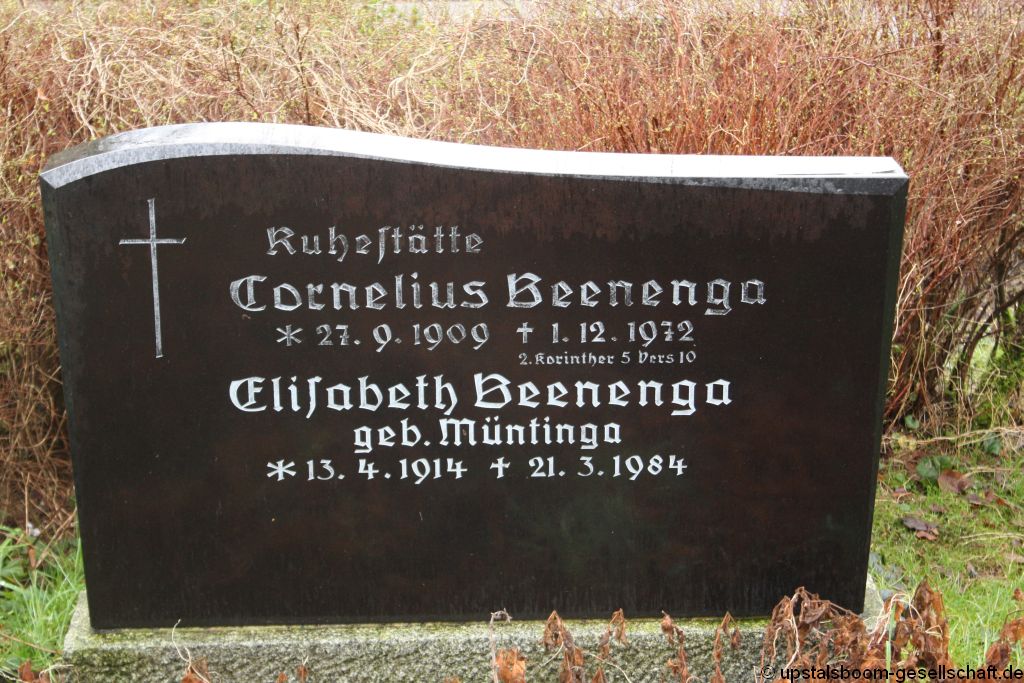 Ruheſtätte
Cornelius Beenenga
* 27. 9. 1909 † 1. 12. 1972
2. Korinther 5 Vers 10
Eliſabeth Beenenga
geb. Müntinga
* 13. 4. 1914 † 21. 3. 1984
© upstalsboom-gesellschaft.de